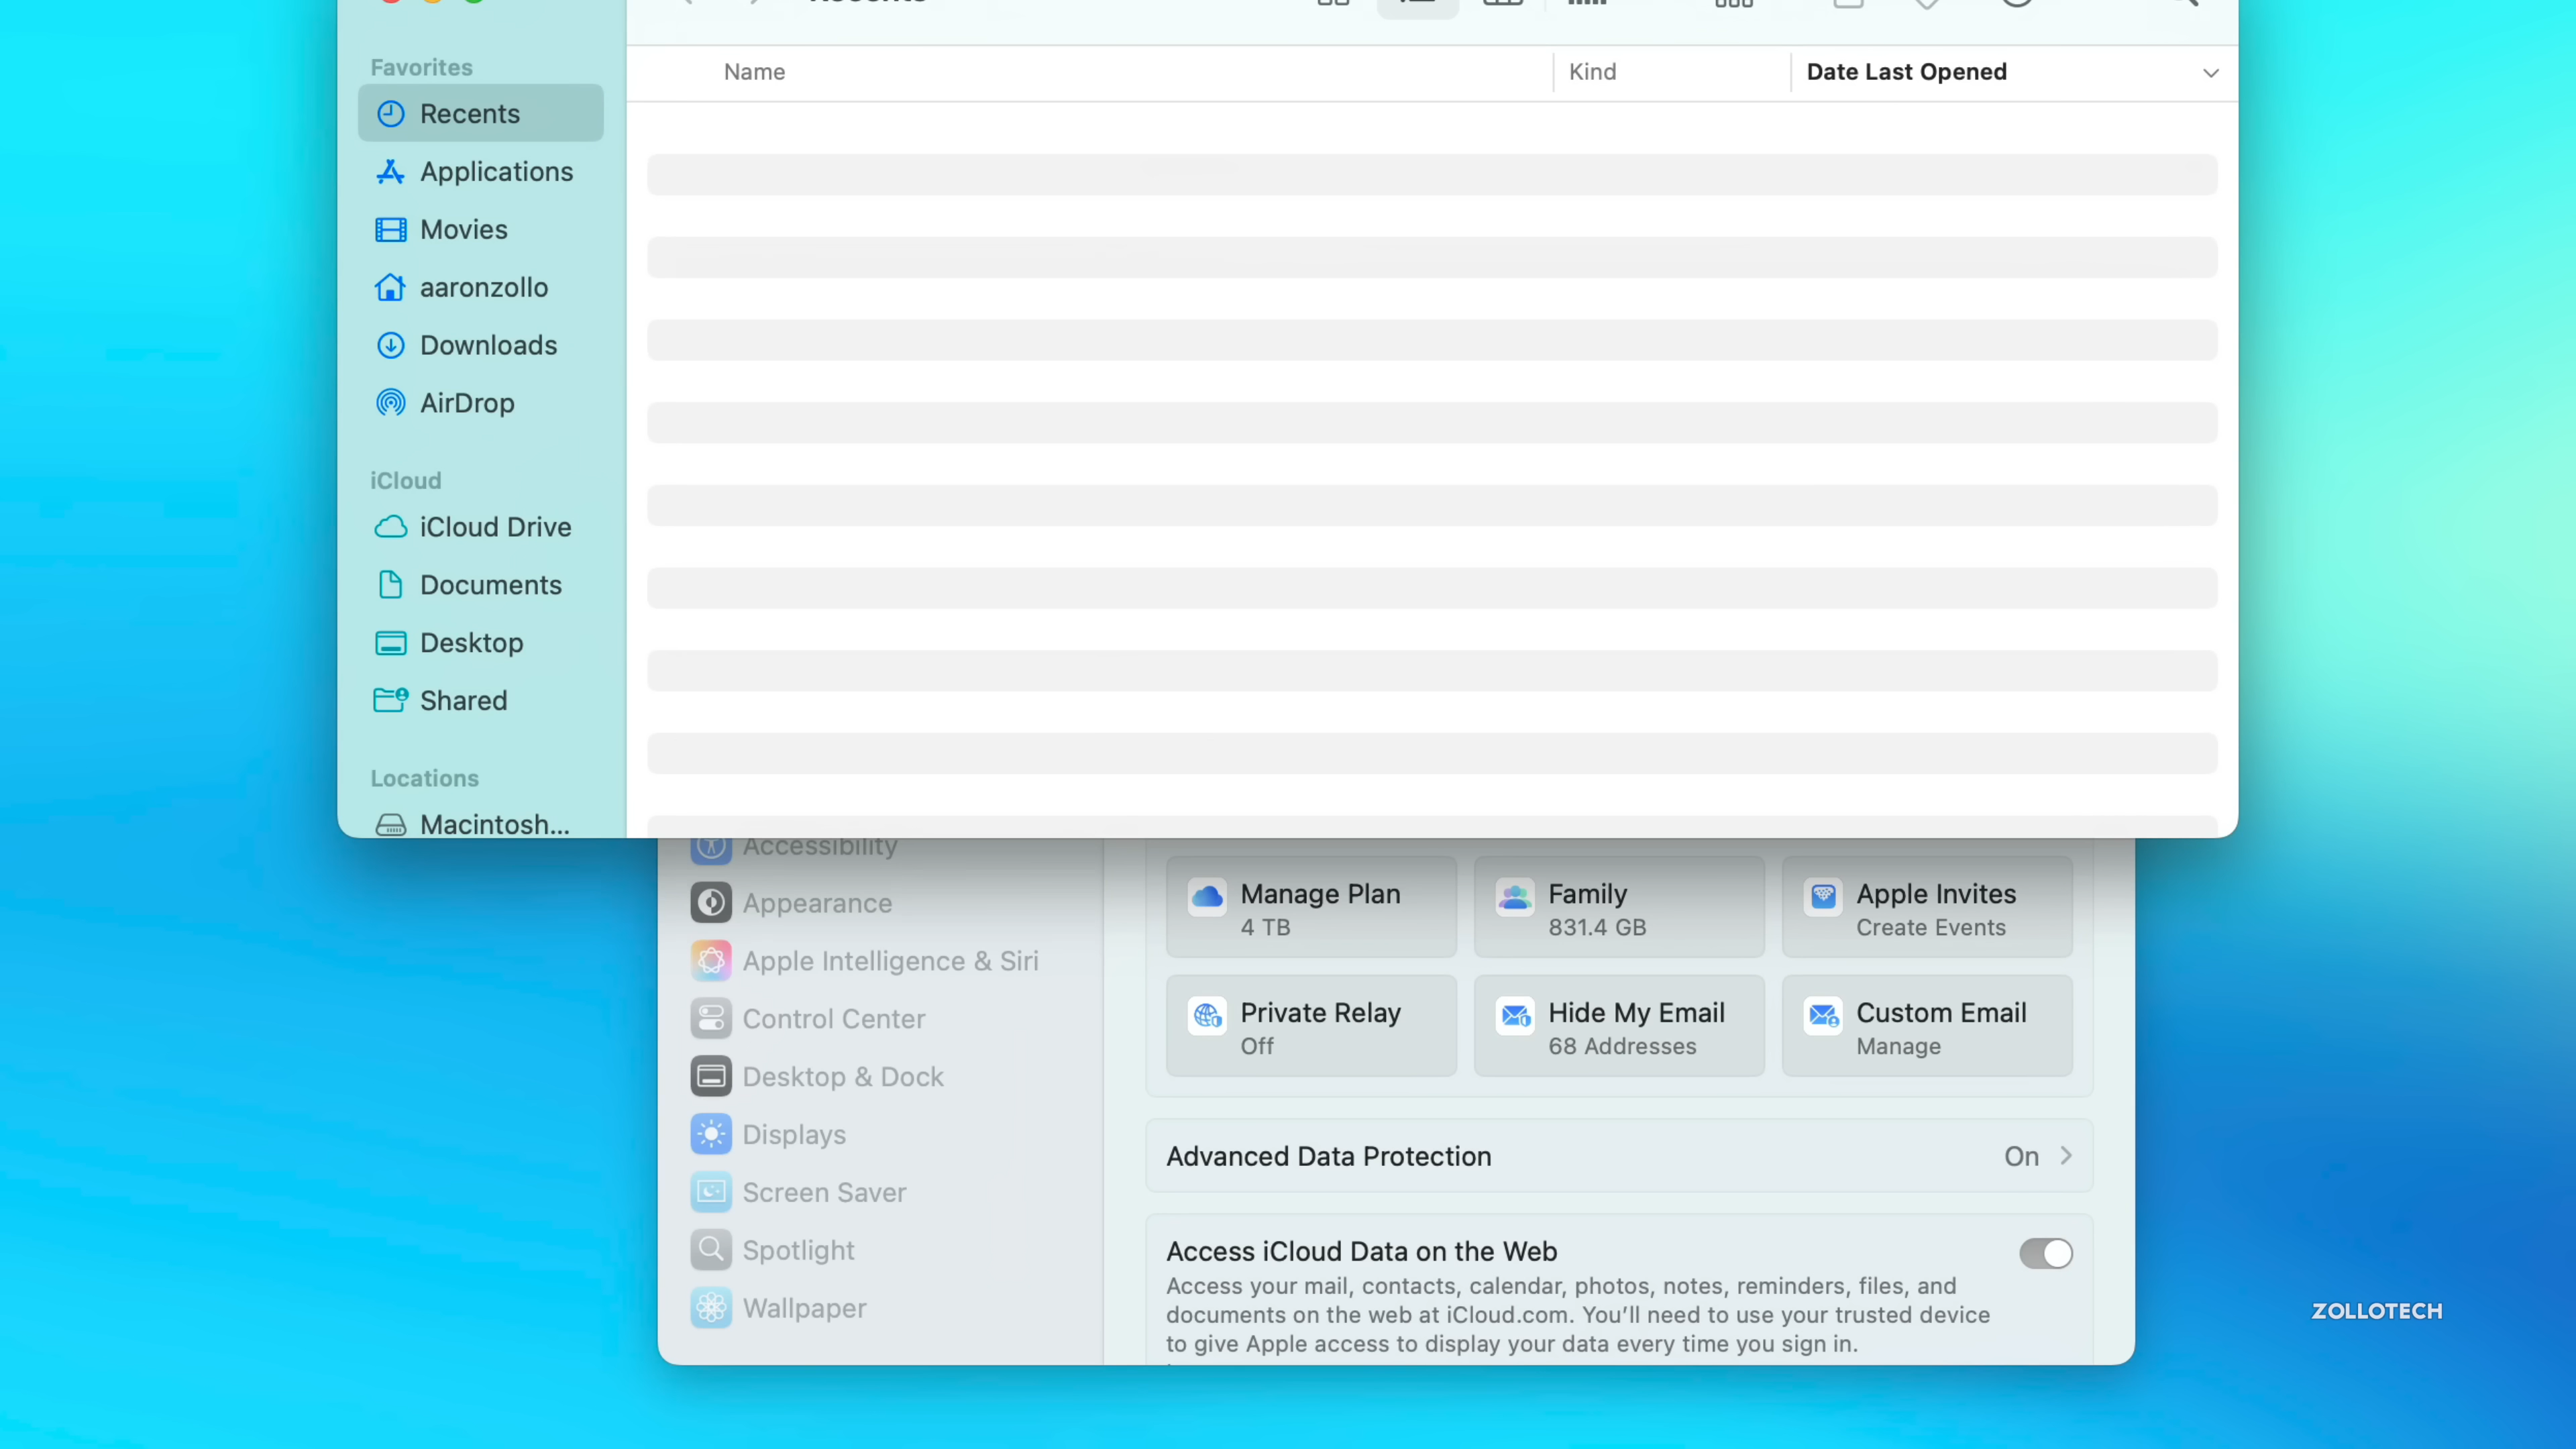 Recents
Favorites
Recents
Applications
Movies
aaronzollo
Downloads
AirDrop
iCloud
iCloud Drive
Documents
Desktop
Shared
Locations
Macintosh...
Name
Kind
Date Last Opened
Accessibility
Appearance
Apple Intelligence & Siri
Control Center
Desktop & Dock
Displays
Screen Saver
Spotlight
Wallpaper
Manage Plan
4 TB
Family
831.4 GB
Apple Invites
Create Events
Private Relay
Off
Hide My Email
68 Addresses
Custom Email
Manage
Advanced Data Protection
On
Access iCloud Data on the Web
Access your mail, contacts, calendar, photos, notes, reminders, files, and
documents on the web at iCloud.com. You’ll need to use your trusted device
to give Apple access to display your data every time you sign in.
ZOLLOTECH